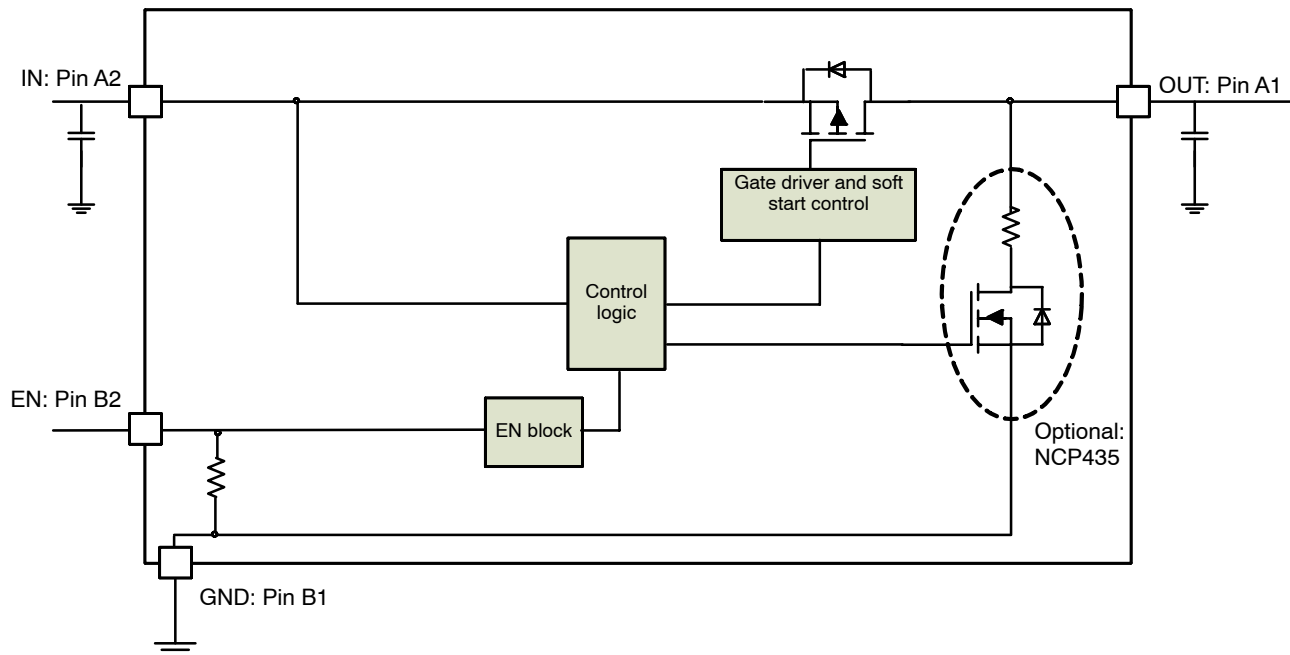 IN: Pin A2
OUT: Pin A1
Gate driver and soft
start control
Control
logic
EN: Pin B2
EN block
Optional:
NCP435
GND: Pin B1